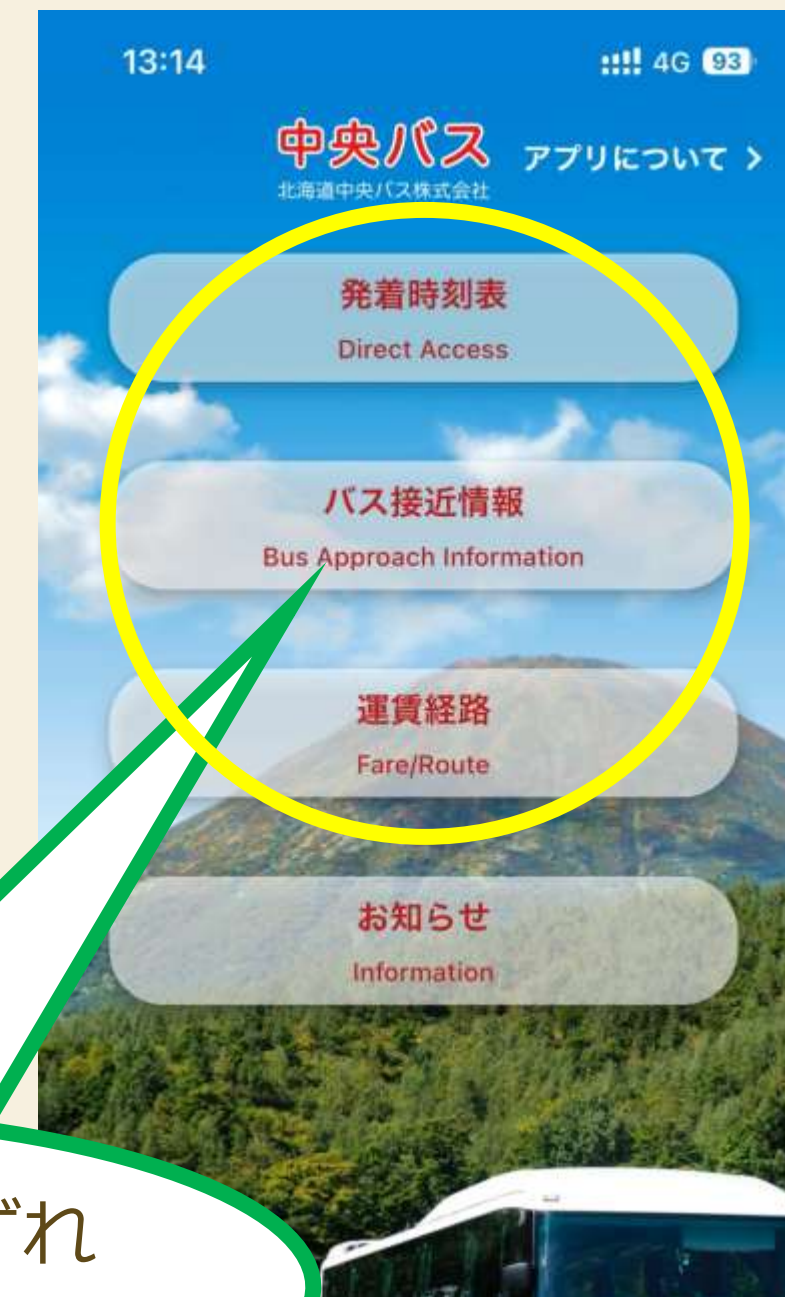 13:14
4G 93
中央バス
アプリについて >
北海道中央バス株式会社
発着時刻表
Direct Access
バス接近情報
Bus Approach Information
運賃経路
Fare/Route
お知らせ
Information
ずれ